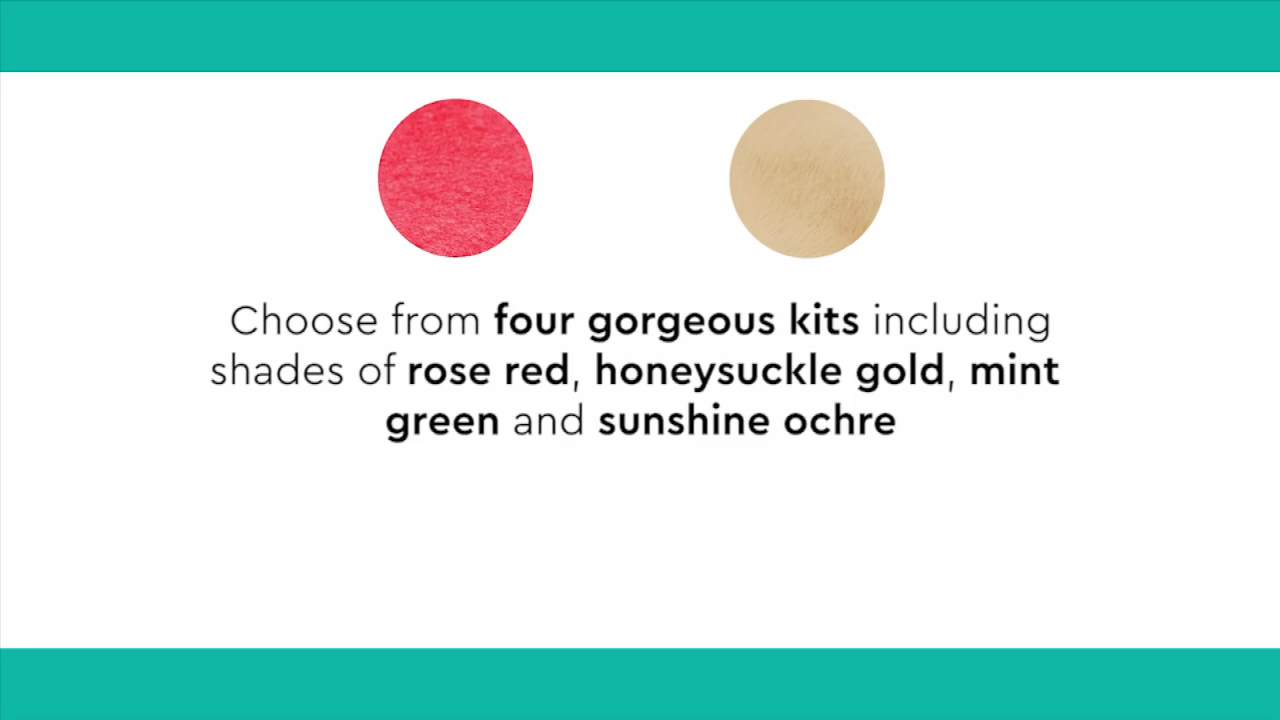 Choose from four gorgeous kits including
shades of rose red, honeysuckle gold, mint
green and sunshine ochre